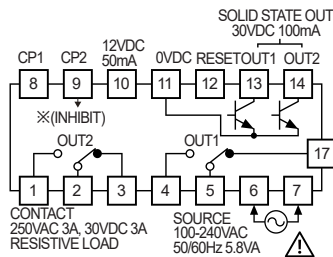 SOLID STATE OUT
30VDC 100mA
12VDC
50mA
CP1 CP2 0VDC RESET OUT1 OUT2
8 9 10 11 12 13 14
※(INHIBIT)
OUT2 OUT1
17
1 2 3 4 5 6 7
CONTACT
250VAC 3A, 30VDC 3A
RESISTIVE LOAD
SOURCE
100-240VAC
50/60Hz 5.8VA